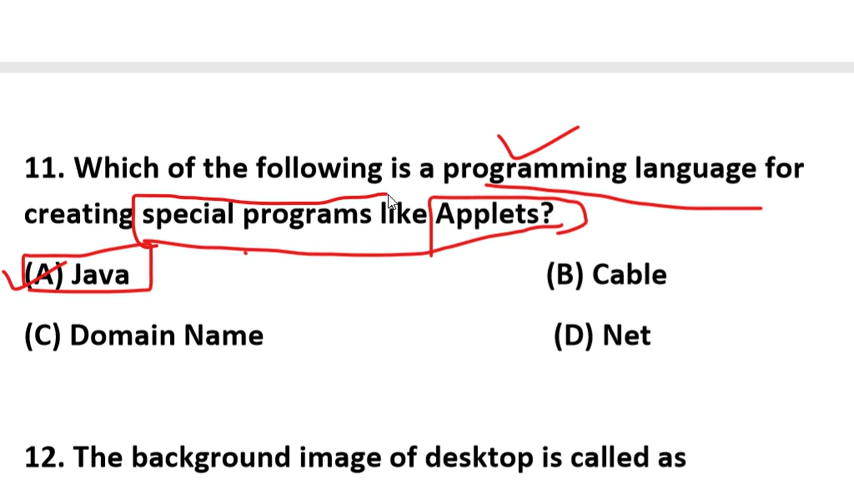 11. Which of the following is a programming language for
creating special programs like Applets?
(A) Java (B) Cable
(C) Domain Name (D) Net
12. The background image of desktop is called as